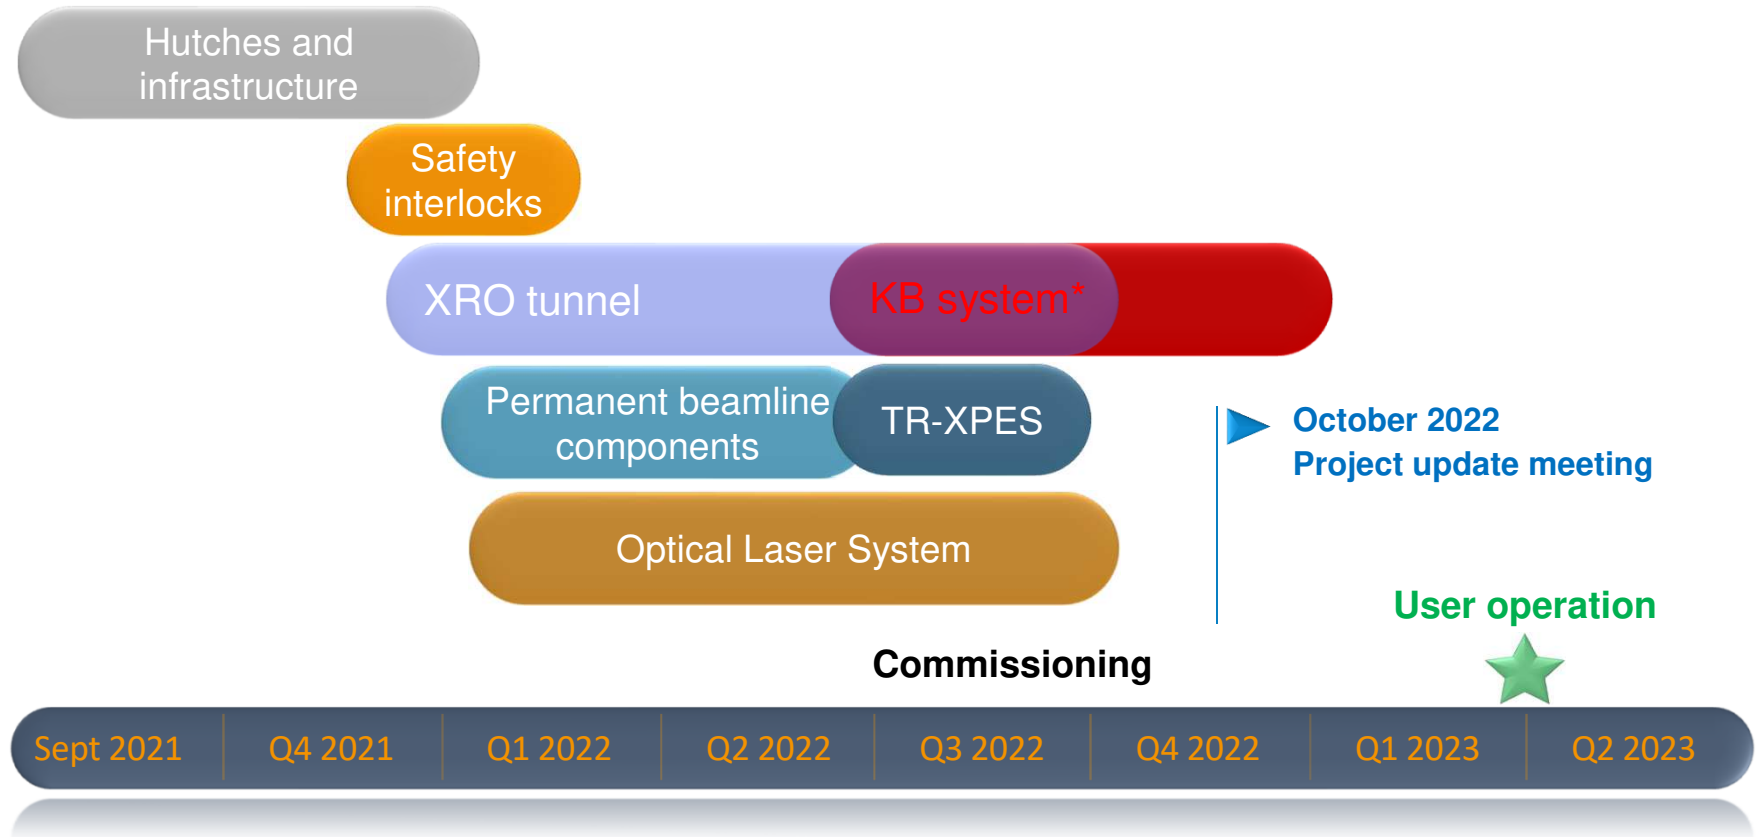 Hutches and
infrastructure
Safety
interlocks
XRO tunnel
KB system*
Permanent beamline
components
TR-XPES
October 2022
Project update meeting
Optical Laser System
User operation
Commissioning
Sept 2021
Q4 2021
Q1 2022
Q2 2022
Q3 2022
Q4 2022
Q1 2023
Q2 2023